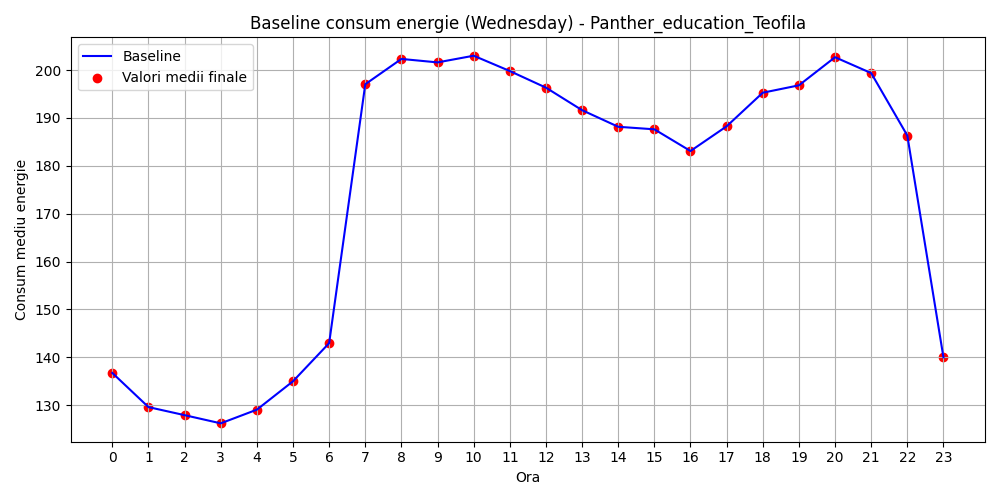 Baseline consum energie (Wednesday) - Panther_education_Teofila
Baseline
Valori medii finale
Consum mediu energie
200
190
180
170
160
150
140
130
0 1 2 3 4 5 6 7 8 9 10 11 12 13 14 15 16 17 18 19 20 21 22 23
Ora